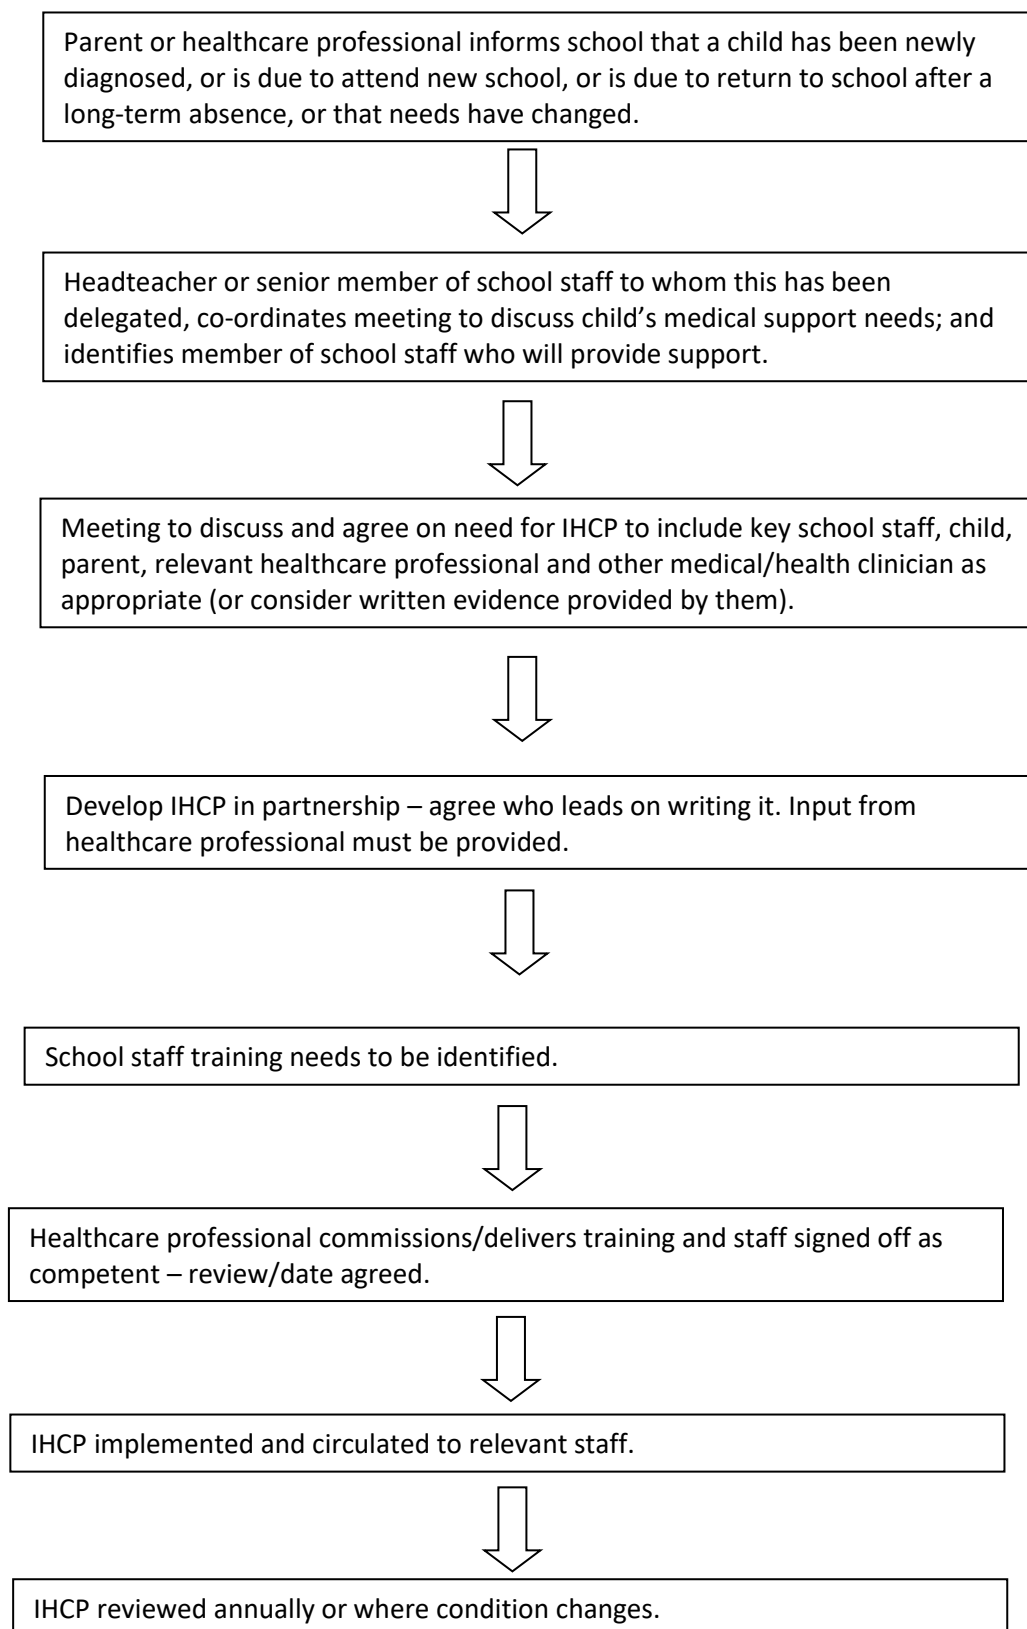 Parent or healthcare professional informs school that a child has been newly
diagnosed, or is due to attend new school, or is due to return to school after a
long-term absence, or that needs have changed.
Headteacher or senior member of school staff to whom this has been
delegated, co-ordinates meeting to discuss child’s medical support needs; and
identifies member of school staff who will provide support.
Meeting to discuss and agree on need for IHCP to include key school staff, child,
parent, relevant healthcare professional and other medical/health clinician as
appropriate (or consider written evidence provided by them).
Develop IHCP in partnership – agree who leads on writing it. Input from
healthcare professional must be provided.
School staff training needs to be identified.
Healthcare professional commissions/delivers training and staff signed off as
competent – review/date agreed.
IHCP implemented and circulated to relevant staff.
IHCP reviewed annually or where condition changes.